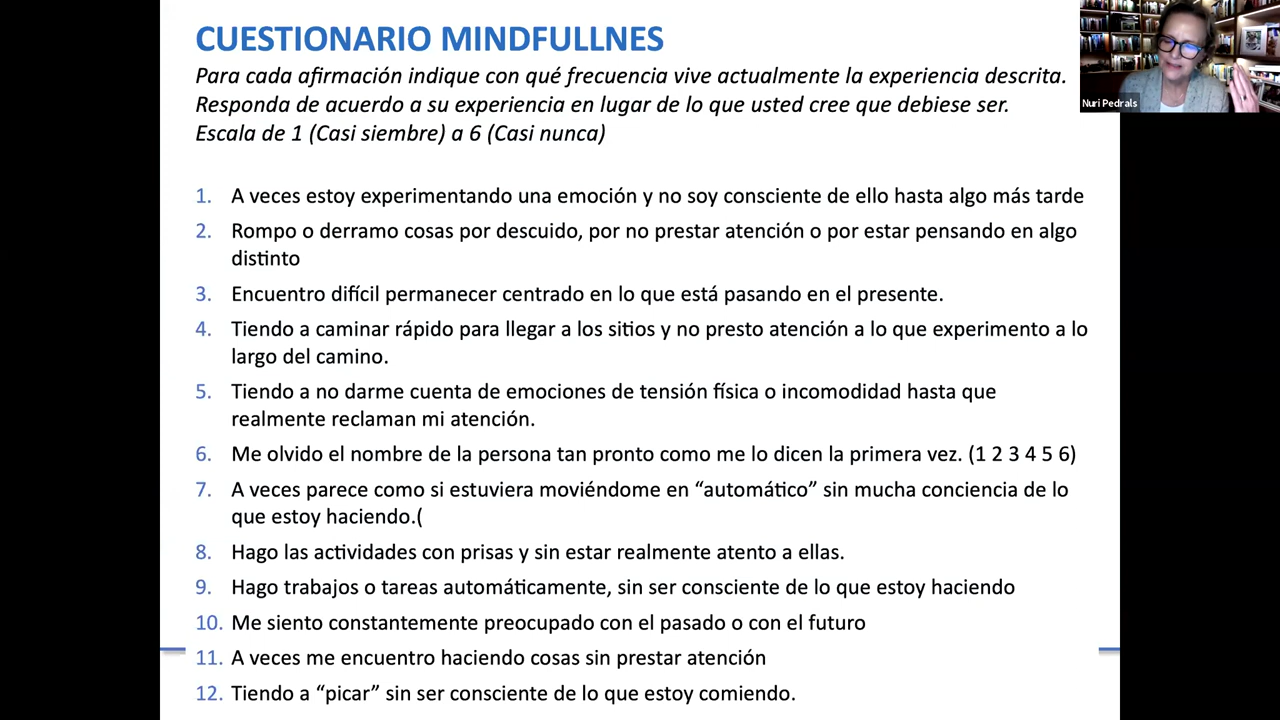 CUESTIONARIO MINDFULLNES
Para cada afirmación indique con qué frecuencia vive actualmente la experiencia descrita.
Responda de acuerdo a su experiencia en lugar de lo que usted cree que debiese ser.
Escala de 1 (Casi siembre) a 6 (Casi nunca)
1. A veces estoy experimentando una emoción y no soy consciente de ello hasta algo más tarde
2. Rompo o derramo cosas por descuido, por no prestar atención o por estar pensando en algo
distinto
3. Encuentro difícil permanecer centrado en lo que está pasando en el presente.
4. Tiendo a caminar rápido para llegar a los sitios y no presto atención a lo que experimento a lo
largo del camino.
5. Tiendo a no darme cuenta de emociones de tensión física o incomodidad hasta que
realmente reclaman mi atención.
6. Me olvido el nombre de la persona tan pronto como me lo dicen la primera vez. (1 2 3 4 5 6)
7. A veces parece como si estuviera moviéndome en “automático” sin mucha conciencia de lo
que estoy haciendo.(
8. Hago las actividades con prisas y sin estar realmente atento a ellas.
9. Hago trabajos o tareas automáticamente, sin ser consciente de lo que estoy haciendo
10. Me siento constantemente preocupado con el pasado o con el futuro
11. A veces me encuentro haciendo cosas sin prestar atención
12. Tiendo a “picar” sin ser consciente de lo que estoy comiendo.
Nuri Pedrals